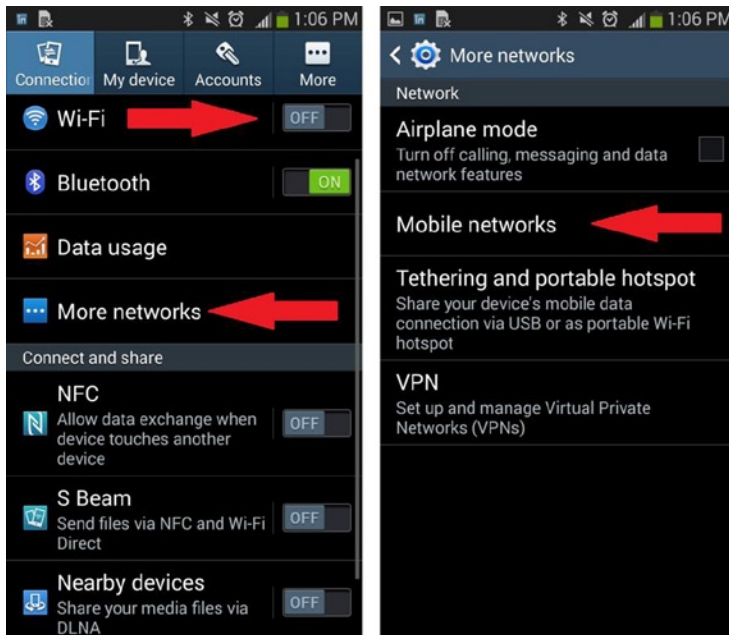 1:06 PM
Connection
My device
Accounts
More
Wi-Fi
OFF
Bluetooth
ON
Data usage
More networks
Connect and share
NFC
Allow data exchange when
device touches another
device
OFF
S Beam
Send files via NFC and Wi-Fi
Direct
OFF
Nearby devices
Share your media files via
DLNA
OFF
1:06 PM
More networks
Network
Airplane mode
Turn off calling, messaging and data
network features
Mobile networks
Tethering and portable hotspot
Share your device's mobile data
connection via USB or as portable Wi-Fi
hotspot
VPN
Set up and manage Virtual Private
Networks (VPNs)